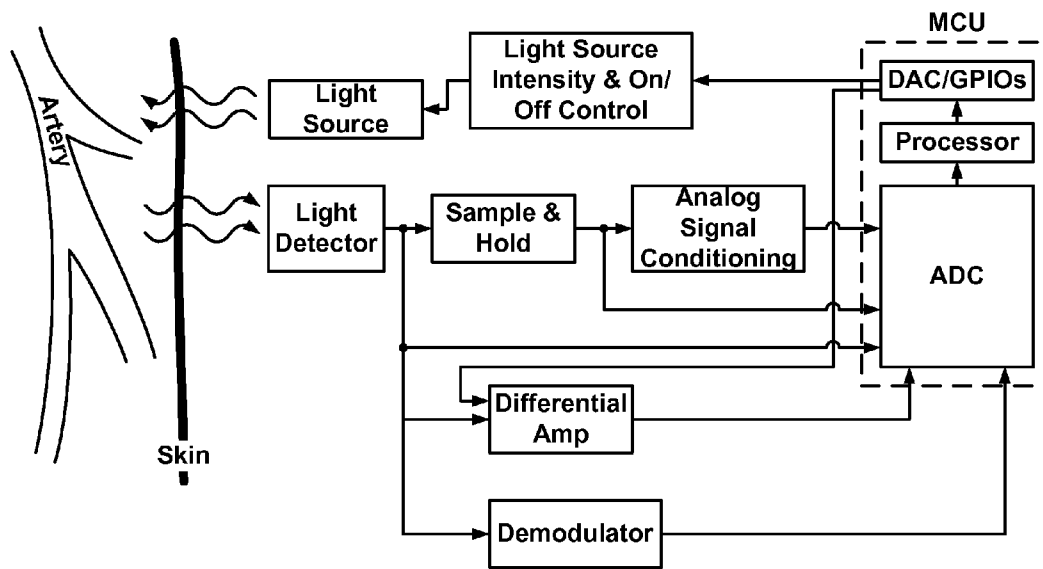 MCU
Light Source
Intensity & On/
Off Control
DAC/GPIOs
Light
Source
Processor
Artery
Light
Detector
Sample &
Hold
Analog
Signal
Conditioning
ADC
Differential
Amp
Skin
Demodulator